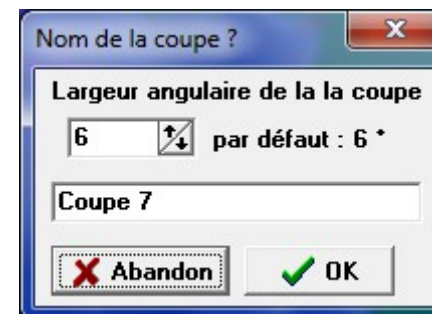 Nom de la coupe ?
Largeur angulaire de la la coupe
6 par défaut : 6 °
Coupe 7
Abandon OK